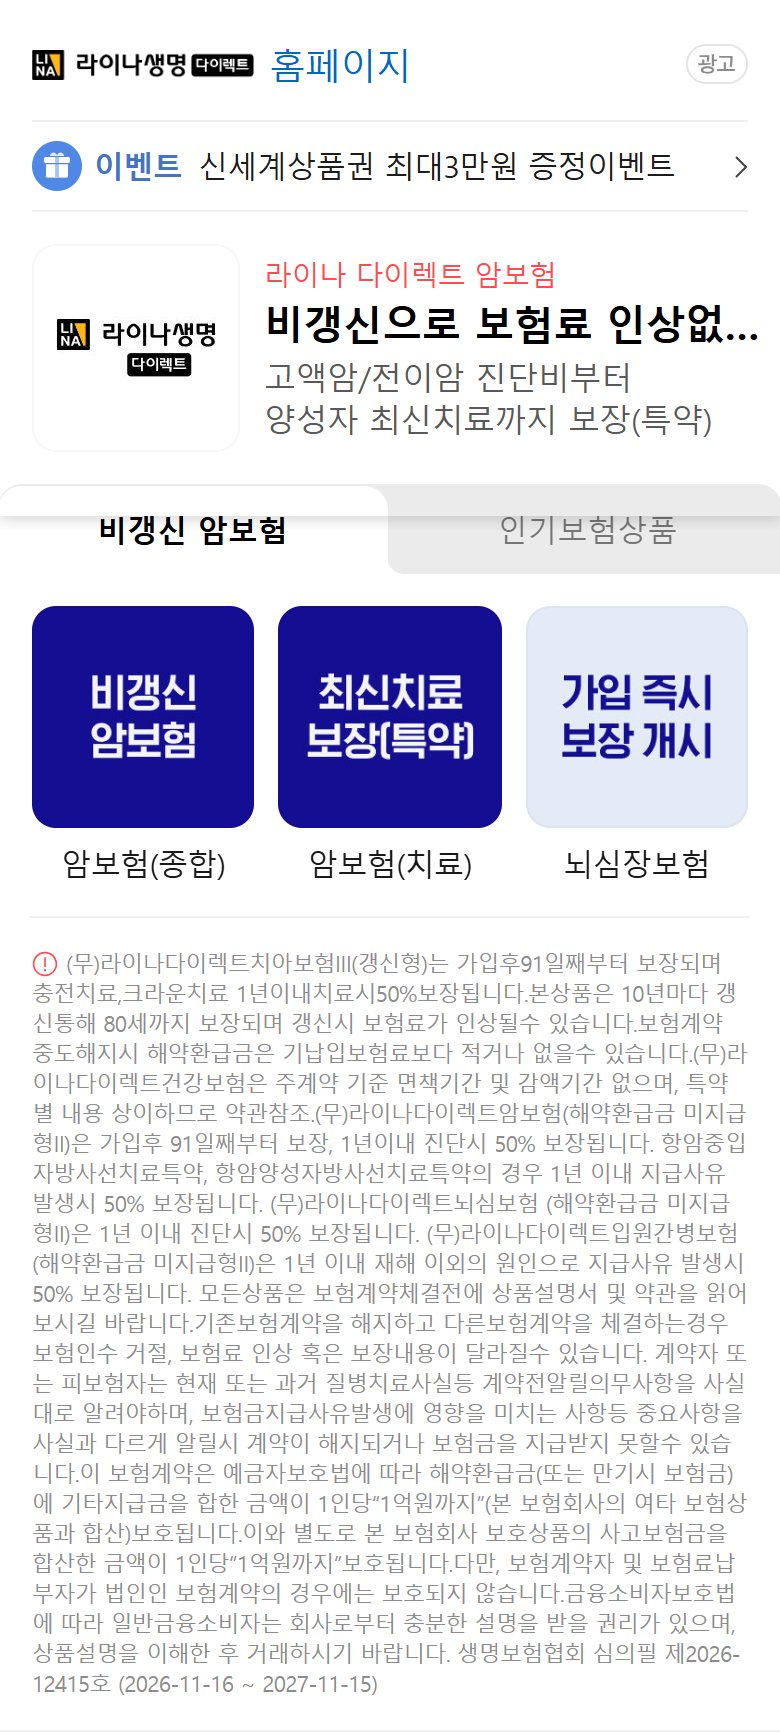 LINA 라이나생명 다이렉트 홈페이지 광고
이벤트 신세계상품권 최대3만원 증정이벤트
LINA 라이나생명
다이렉트
라이나 다이렉트 암보험
비갱신으로 보험료 인상없...
고액암/전이암 진단비부터
양성자 최신치료까지 보장(특약)
비갱신 암보험 인기보험상품
비갱신
암보험
최신치료
보장(특약)
가입 즉시
보장 개시
암보험(종합) 암보험(치료) 뇌심장보험
(무)라이나다이렉트치아보험III(갱신형)는 가입후91일째부터 보장되며
충전치료,크라운치료 1년이내치료시50%보장됩니다.본상품은 10년마다 갱
신통해 80세까지 보장되며 갱신시 보험료가 인상될수 있습니다.보험계약
중도해지시 해약환급금은 기납입보험료보다 적거나 없을수 있습니다.(무)라
이나다이렉트건강보험은 주계약 기준 면책기간 및 감액기간 없으며, 특약
별 내용 상이하므로 약관참조.(무)라이나다이렉트암보험(해약환급금 미지급
형II)은 가입후 91일째부터 보장, 1년이내 진단시 50% 보장됩니다. 항암중입
자방사선치료특약, 항암양성자방사선치료특약의 경우 1년 이내 지급사유
발생시 50% 보장됩니다. (무)라이나다이렉트뇌심보험 (해약환급금 미지급
형II)은 1년 이내 진단시 50% 보장됩니다. (무)라이나다이렉트입원간병보험
(해약환급금 미지급형II)은 1년 이내 재해 이외의 원인으로 지급사유 발생시
50% 보장됩니다. 모든상품은 보험계약체결전에 상품설명서 및 약관을 읽어
보시길 바랍니다.기존보험계약을 해지하고 다른보험계약을 체결하는경우
보험인수 거절, 보험료 인상 혹은 보장내용이 달라질수 있습니다. 계약자 또
는 피보험자는 현재 또는 과거 질병치료사실등 계약전알릴의무사항을 사실
대로 알려야하며, 보험금지급사유발생에 영향을 미치는 사항등 중요사항을
사실과 다르게 알릴시 계약이 해지되거나 보험금을 지급받지 못할수 있습
니다.이 보험계약은 예금자보호법에 따라 해약환급금(또는 만기시 보험금)
에 기타지급금을 합한 금액이 1인당"1억원까지"(본 보험회사의 여타 보험상
품과 합산)보호됩니다.이와 별도로 본 보험회사 보호상품의 사고보험금을
합산한 금액이 1인당"1억원까지"보호됩니다.다만, 보험계약자 및 보험료납
부자가 법인인 보험계약의 경우에는 보호되지 않습니다.금융소비자보호법
에 따라 일반금융소비자는 회사로부터 충분한 설명을 받을 권리가 있으며,
상품설명을 이해한 후 거래하시기 바랍니다. 생명보험협회 심의필 제2026-
12415호 (2026-11-16 ~ 2027-11-15)